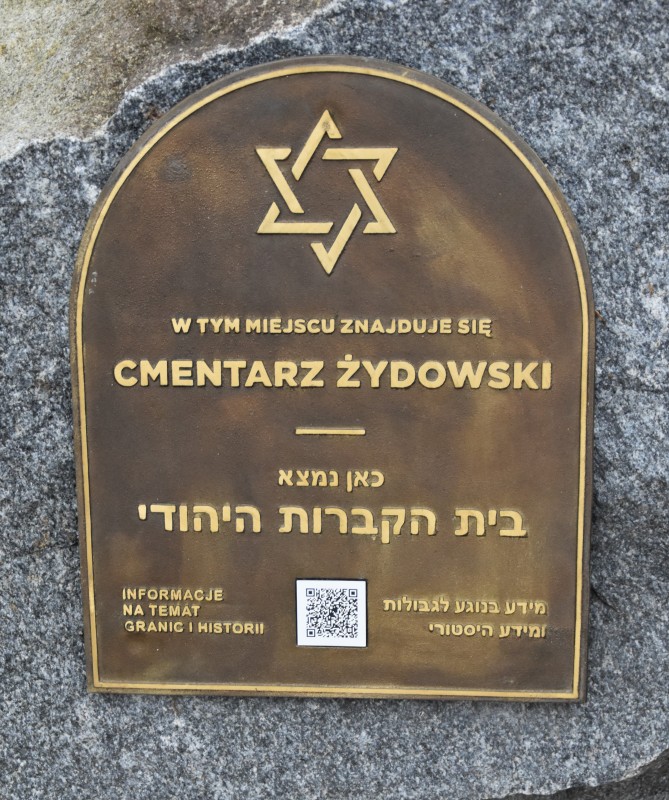 W TYM MIEJSCU ZNAJDUJE SIĘ
CMENTARZ ŻYDOWSKI
כאן נמצא
בית הקברות היהודי
INFORMACJE
NA TEMAT
GRANIC I HISTORII
מידע בנוגע לגבולות
ומידע היסטורי